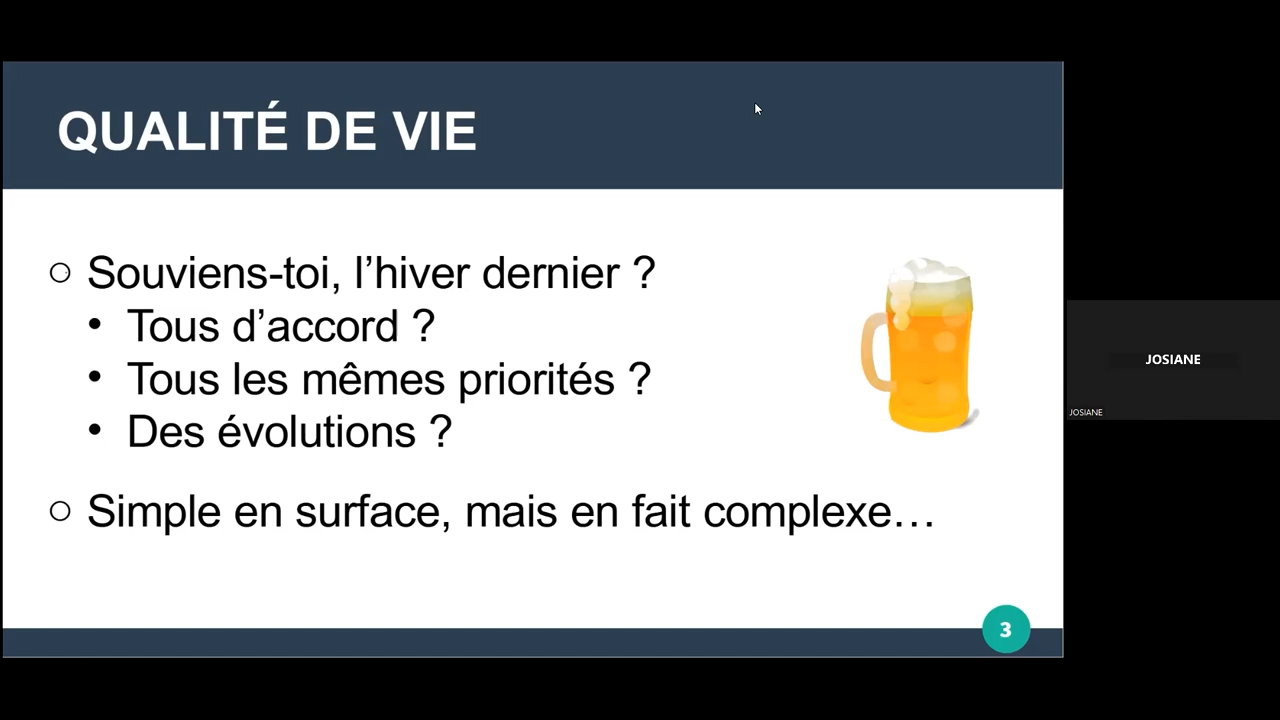 QUALITÉ DE VIE
Souviens-toi, l’hiver dernier ?
Tous d’accord ?
Tous les mêmes priorités ?
Des évolutions ?
Simple en surface, mais en fait complexe…
3
JOSIANE
JOSIANE